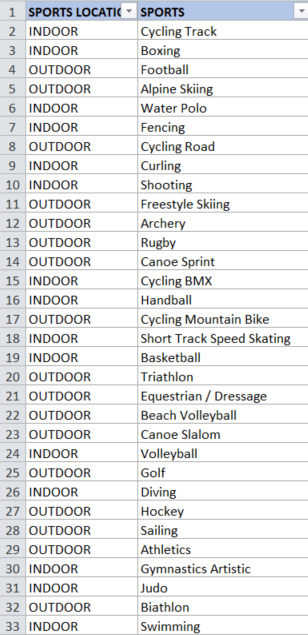 1 SPORTS LOCATIO SPORTS
2 INDOOR Cycling Track
3 INDOOR Boxing
4 OUTDOOR Football
5 OUTDOOR Alpine Skiing
6 INDOOR Water Polo
7 INDOOR Fencing
8 OUTDOOR Cycling Road
9 INDOOR Curling
10 INDOOR Shooting
11 OUTDOOR Freestyle Skiing
12 OUTDOOR Archery
13 OUTDOOR Rugby
14 OUTDOOR Canoe Sprint
15 INDOOR Cycling BMX
16 INDOOR Handball
17 OUTDOOR Cycling Mountain Bike
18 INDOOR Short Track Speed Skating
19 INDOOR Basketball
20 OUTDOOR Triathlon
21 OUTDOOR Equestrian / Dressage
22 OUTDOOR Beach Volleyball
23 OUTDOOR Canoe Slalom
24 INDOOR Volleyball
25 OUTDOOR Golf
26 INDOOR Diving
27 OUTDOOR Hockey
28 OUTDOOR Sailing
29 OUTDOOR Athletics
30 INDOOR Gymnastics Artistic
31 INDOOR Judo
32 OUTDOOR Biathlon
33 INDOOR Swimming